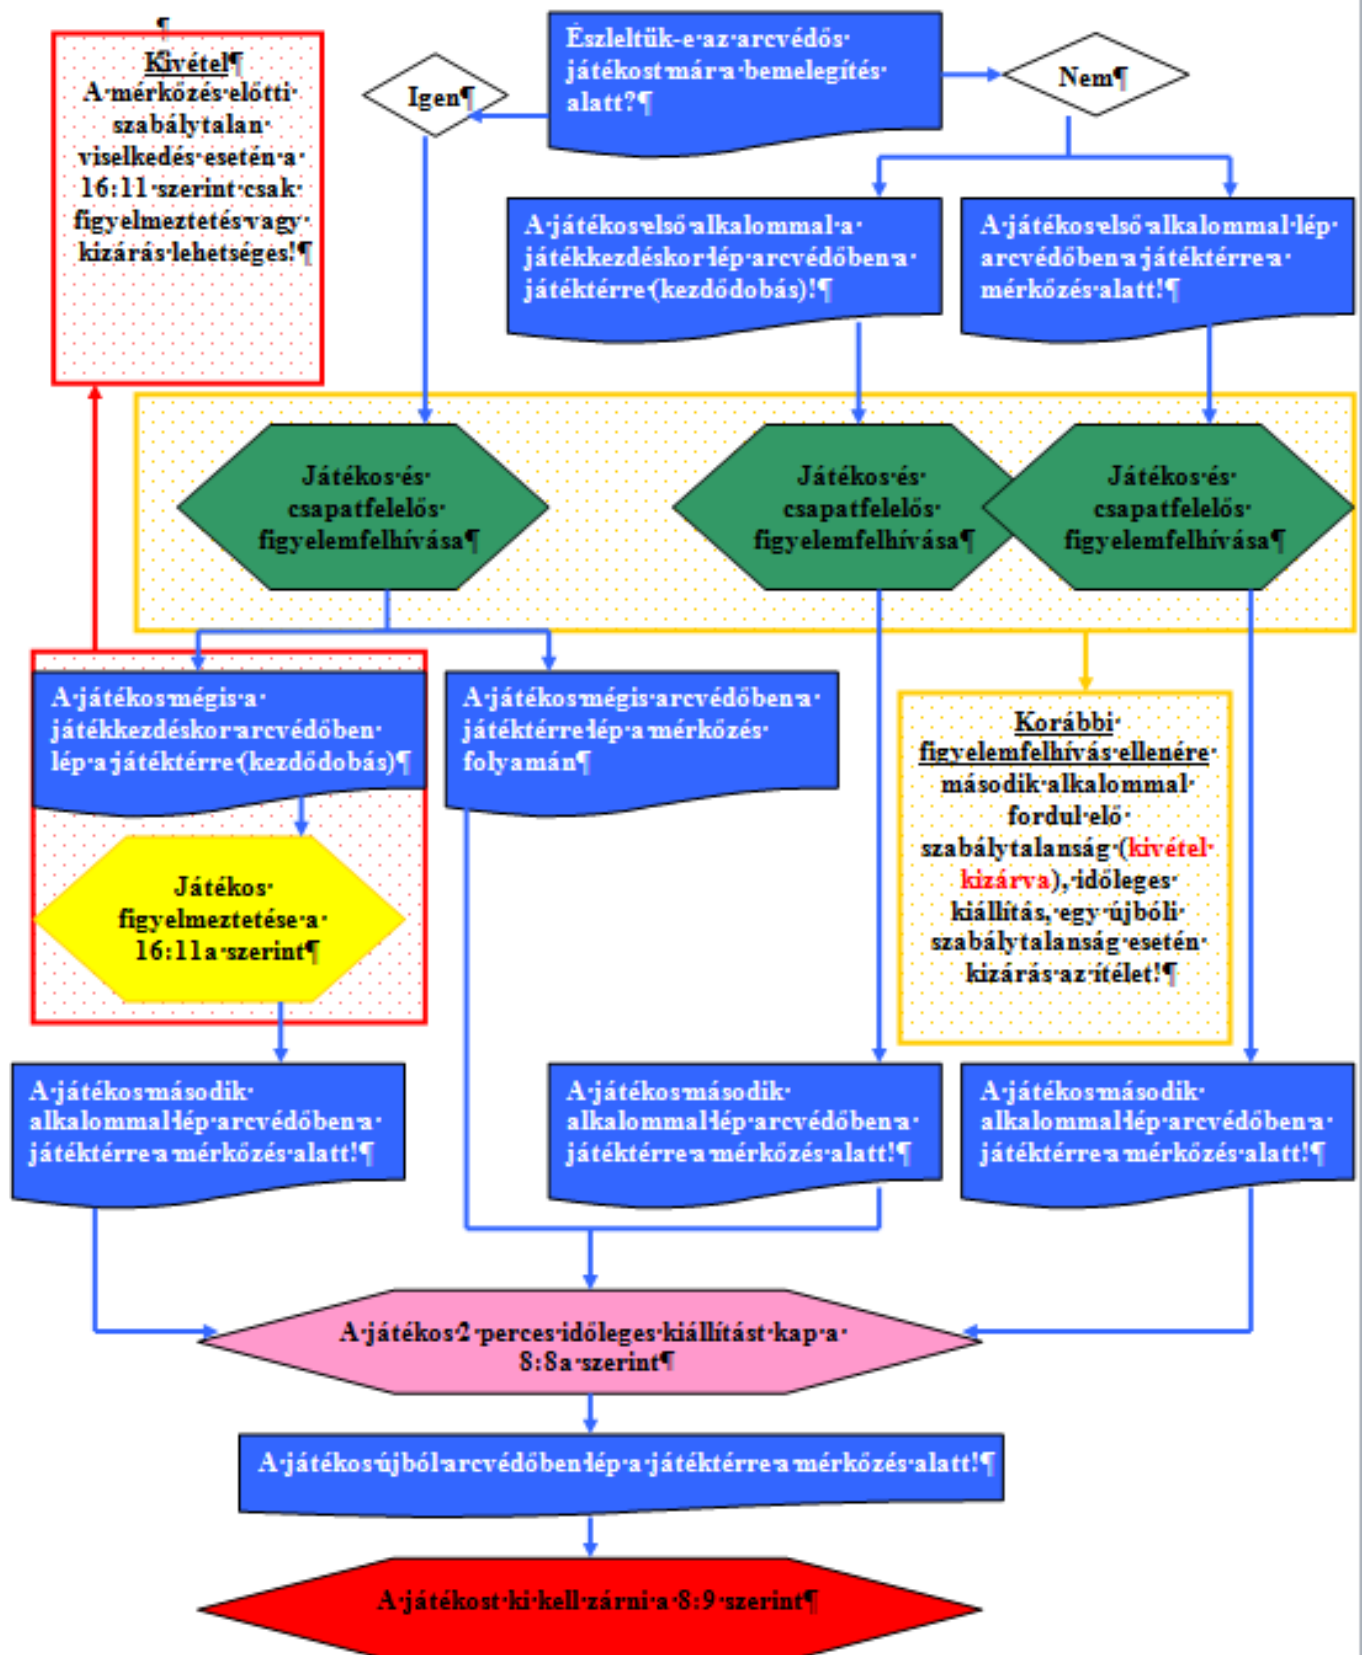 ¶
Kivétel¶
A mérkőzés előtti
szabálytalan
viselkedés esetén a
16:11 szerint csak
figyelmeztetés vagy
kizárás lehetséges!¶
Észleltük-e az arcvédős
játékost már a bemelegítés
alatt?¶
Igen¶
Nem¶
A játékos első alkalommal a
játékkezdéskor lép arcvédőben a
játéktérre (kezdődobás)!¶
A játékos első alkalommal lép
arcvédőben a játéktérre a
mérkőzés alatt!¶
Játékos és
csapatfelelős
figyelemfelhívása¶
Játékos és
csapatfelelős
figyelemfelhívása¶
Játékos és
csapatfelelős
figyelemfelhívása¶
A játékos mégis a
játékkezdéskor arcvédőben
lép a játéktérre (kezdődobás)¶
A játékos mégis arcvédőben a
játéktérre lép a mérkőzés
folyamán¶
Korábbi
figyelemfelhívás ellenére
második alkalommal
fordul elő
szabálytalanság (kivétel
kizárva), időleges
kiállítás, egy újbóli
szabálytalanság esetén
kizárás az ítélet!¶
Játékos
figyelmeztetése a
16:11a szerint¶
A játékos második
alkalommal lép arcvédőben a
játéktérre a mérkőzés alatt!¶
A játékos második
alkalommal lép arcvédőben a
játéktérre a mérkőzés alatt!¶
A játékos második
alkalommal lép arcvédőben a
játéktérre a mérkőzés alatt!¶
A játékos 2 perces időleges kiállítást kap a
8:8a szerint¶
A játékos újból arcvédőben lép a játéktérre a mérkőzés alatt!¶
A játékost ki kell zárni a 8:9 szerint¶